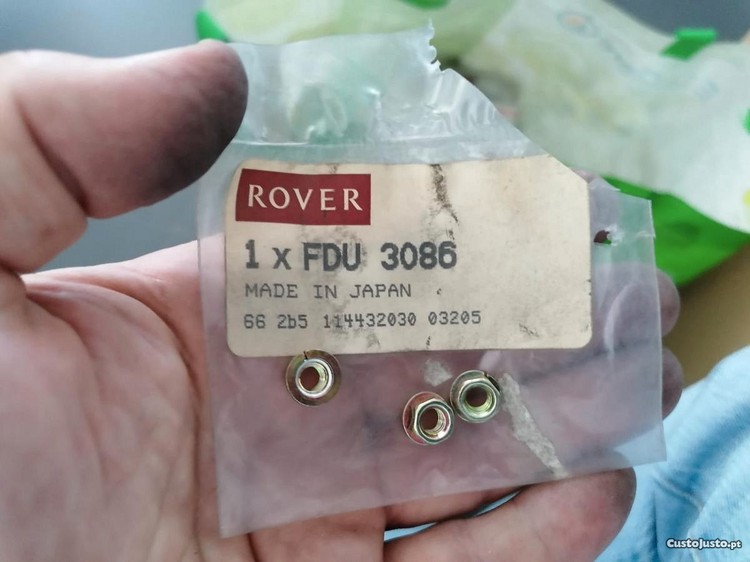 ROVER
1 x FDU 3086
MADE IN JAPAN
66 2b5 114432030 03205
CustoJusto.pt